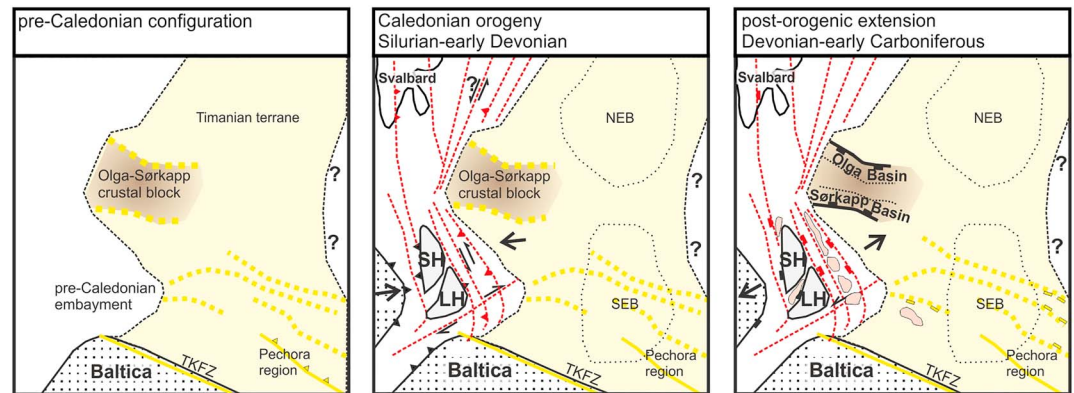 pre-Caledonian configuration
Timanian terrane
Olga-Sørkapp
crustal block
?
?
pre-Caledonian
embayment
Pechora
region
TKFZ
Baltica
Caledonian orogeny
Silurian-early Devonian
Svalbard
?
NEB
Olga-Sørkapp
crustal block
?
?
SH
LH
SEB
Pechora
region
TKFZ
Baltica
post-orogenic extension
Devonian-early Carboniferous
Svalbard
NEB
Olga Basin
Sørkapp Basin
?
?
SH
LH
SEB
Pechora
region
TKFZ
Baltica